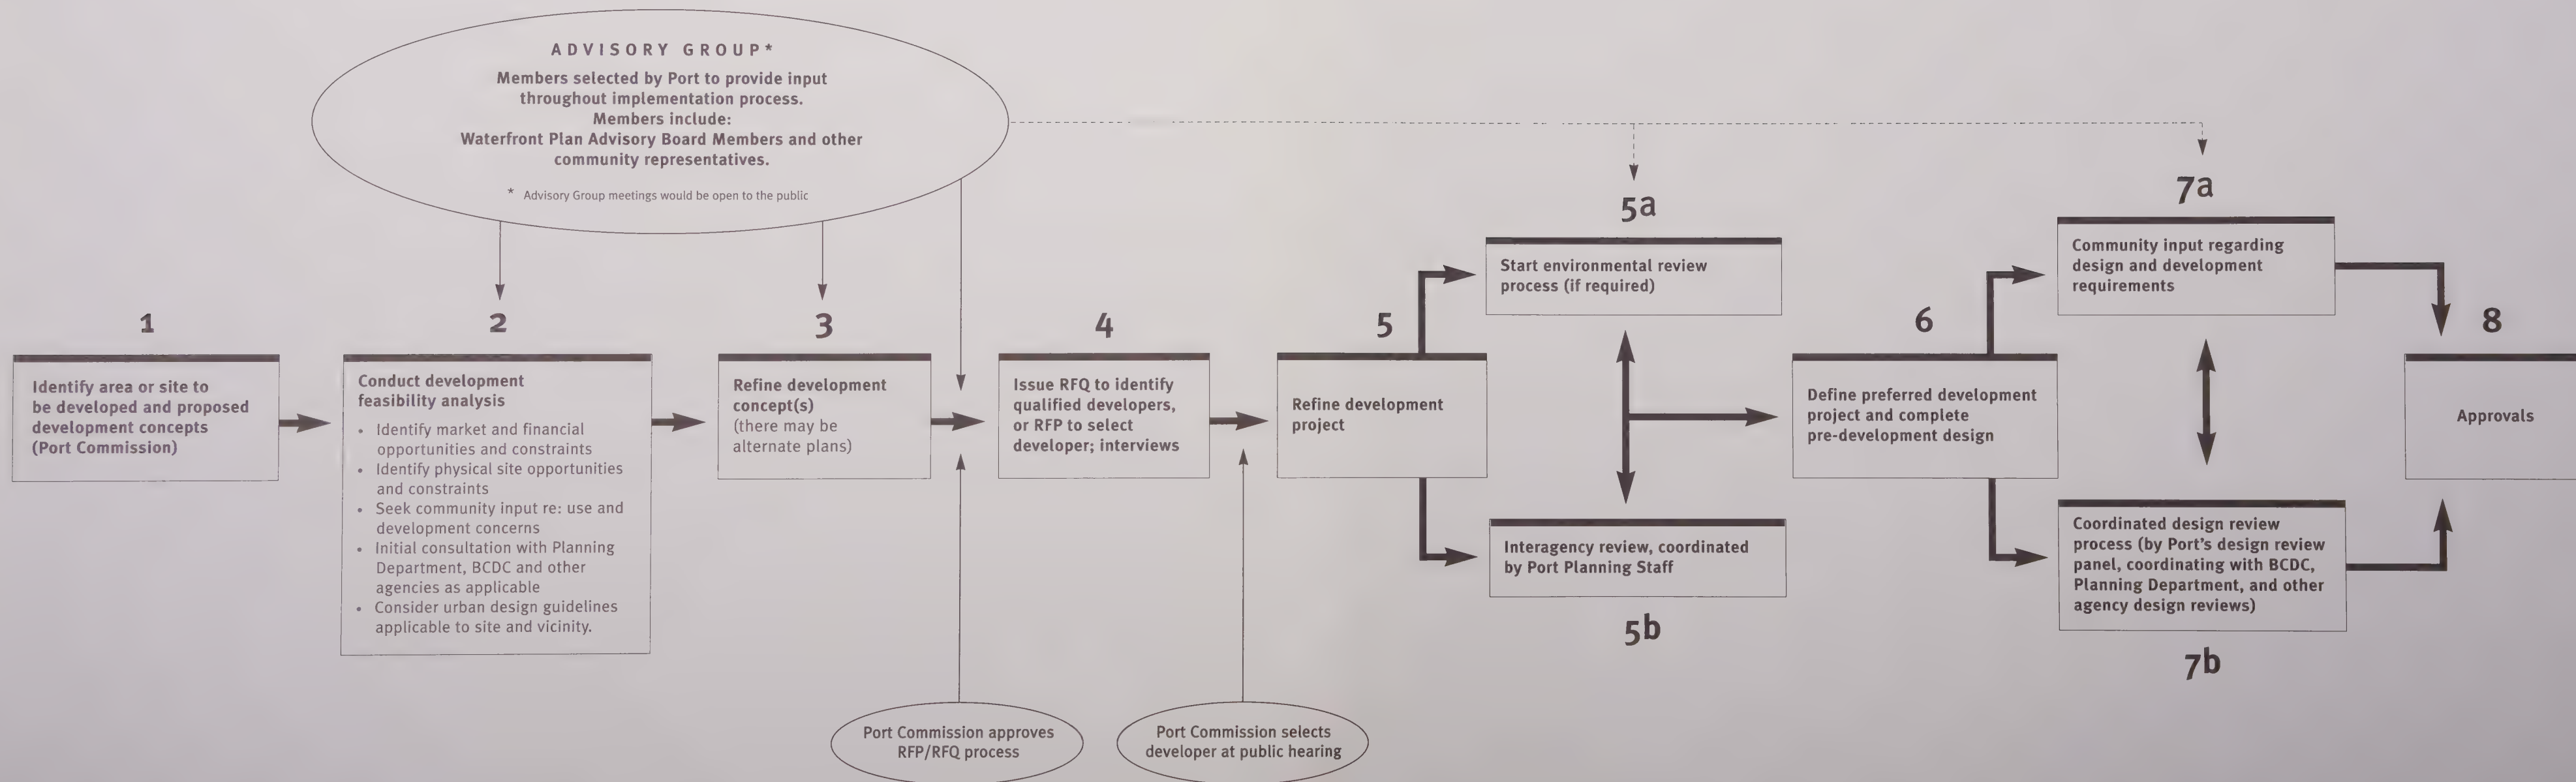 ADVISORY GROUP*
Members selected by Port to provide input
throughout implementation process.
Members include:
Waterfront Plan Advisory Board Members and other
community representatives.
* Advisory Group meetings would be open to the public
1
Identify area or site to
be developed and proposed
development concepts
(Port Commission)
2
Conduct development
feasibility analysis
• Identify market and financial
opportunities and constraints
• Identify physical site opportunities
and constraints
• Seek community input re: use and
development concerns
• Initial consultation with Planning
Department, BCDC and other
agencies as applicable
• Consider urban design guidelines
applicable to site and vicinity.
3
Refine development
concept(s)
(there may be
alternate plans)
Port Commission approves
RFP/RFQ process
4
Issue RFQ to identify
qualified developers,
or RFP to select
developer; interviews
Port Commission selects
developer at public hearing
5
Refine development
project
5a
Start environmental review
process (if required)
Interagency review, coordinated
by Port Planning Staff
5b
6
Define preferred development
project and complete
pre-development design
7a
Community input regarding
design and development
requirements
Coordinated design review
process (by Port's design review
panel, coordinating with BCDC,
Planning Department, and other
agency design reviews)
7b
8
Approvals